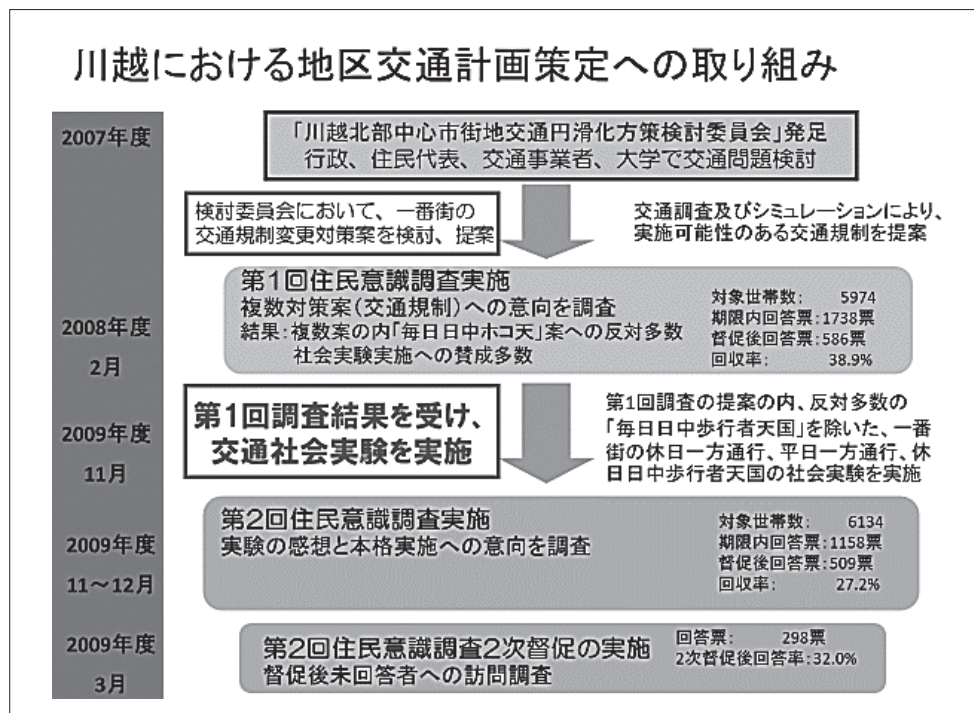 川越における地区交通計画策定への取り組み
2007年度
「川越北部中心市街地交通円滑化方策検討委員会」発足
行政、住民代表、交通事業者、大学で交通問題検討
検討委員会において、一番街の
交通規制変更対策案を検討、提案
交通調査及びシミュレーションにより、
実施可能性のある交通規制を提案
2008年度
2月
第1回住民意識調査実施
複数対策案(交通規制)への意向を調査
結果:複数案の内「毎日日中ホコ天」案への反対多数
社会実験実施への賛成多数
対象世帯数: 5974
期限内回答票:1738票
督促後回答票:586票
回収率: 38.9%
2009年度
11月
第1回調査結果を受け、
交通社会実験を実施
第1回調査の提案の内、反対多数の
「毎日日中歩行者天国」を除いた、一番
街の休日一方通行、平日一方通行、休
日日中歩行者天国の社会実験を実施
2009年度
11~12月
第2回住民意識調査実施
実験の感想と本格実施への意向を調査
対象世帯数: 6134
期限内回答票:1158票
督促後回答票:509票
回収率: 27.2%
2009年度
3月
第2回住民意識調査2次督促の実施
督促後未回答者への訪問調査
回答票: 298票
2次督促後回答率:32.0%